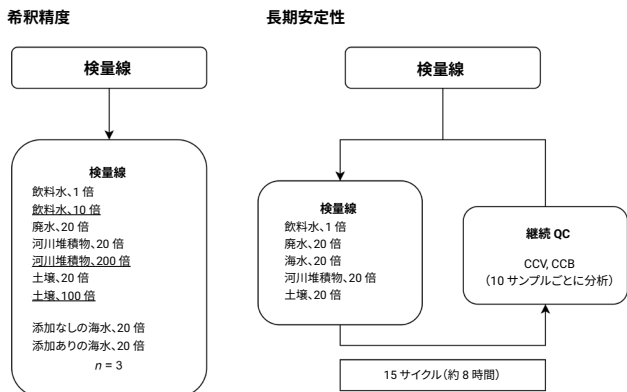 希釈精度
検量線
検量線
飲料水、1 倍
飲料水、10 倍
廃水、20 倍
河川堆積物、20 倍
河川堆積物、200 倍
土壌、20 倍
土壌、100 倍
添加なしの海水、20 倍
添加ありの海水、20 倍
n = 3
長期安定性
検量線
検量線
飲料水、1 倍
廃水、20 倍
海水、20 倍
河川堆積物、20 倍
土壌、20 倍
継続 QC
CCV, CCB
（10 サンプルごとに分析）
15 サイクル（約 8 時間）